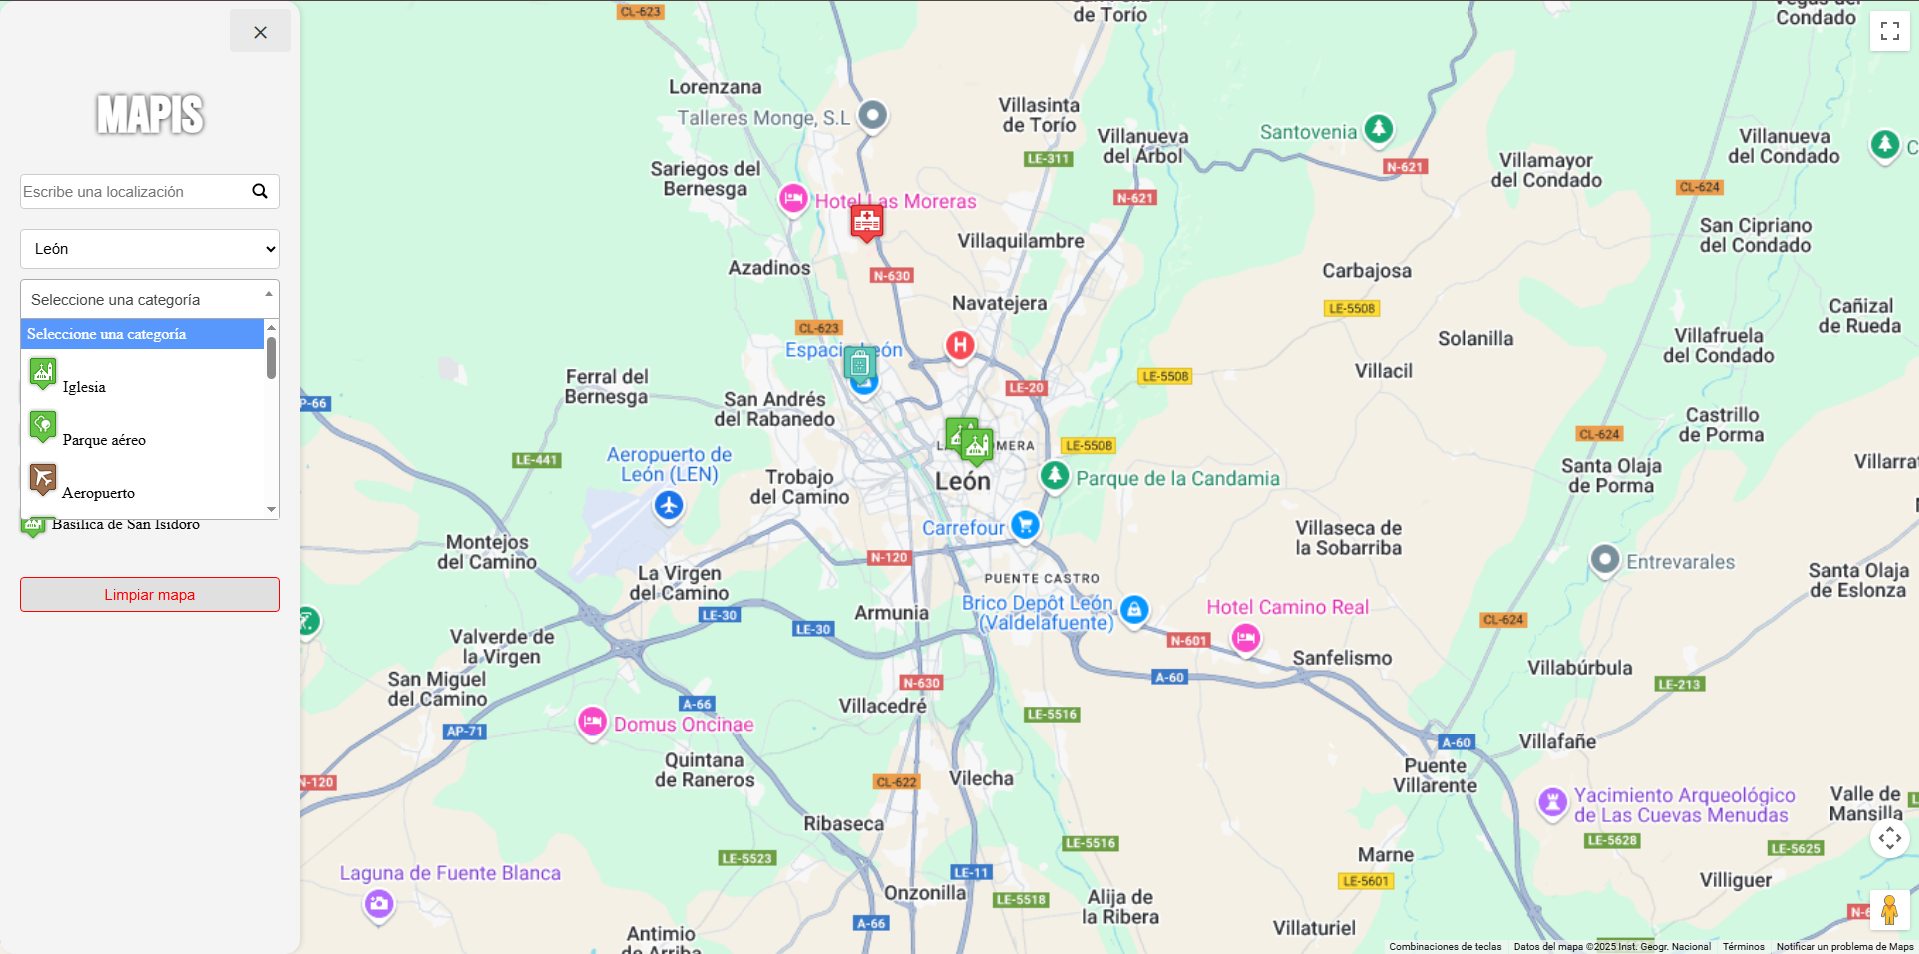 MAPIS
Escribe una localización
León
Seleccione una categoría
Seleccione una categoría
Iglesia
Parque aéreo
Aeropuerto
Basílica de San Isidoro
Limpiar mapa
CL-623
de Torío
Condado
Lorenzana
Talleres Monge, S.L
Villasinta
de Torío
Villanueva
del Árbol
Santovenia
Villanueva
del Condado
LE-311
N-621
Villamayor
del Condado
Sariegos del
Bernesga
CL-624
N-621
Hotel Las Moreras
San Cipriano
del Condado
Villaquilambre
Azadinos
N-630
Carbajosa
Navatejera
LE-5508
Cañizal
de Rueda
CL-623
Solanilla
Villafruela
del Condado
Espacio León
H
Villacil
LE-5508
Ferral del
Bernesga
LE-20
P-66
San Andrés
del Rabanedo
Castrillo
de Porma
CL-624
LE-5508
LE-441
Aeropuerto de
León (LEN)
León
Trobajo
del Camino
Parque de la Candamia
Santa Olaja
de Porma
Carrefour
Villaseca de
la Sobarriba
Montejos
del Camino
N-120
Entrevarales
La Virgen
del Camino
PUENTE CASTRO
Santa Olaja
de Eslonza
Brico Depôt León
(Valdelafuente)
Hotel Camino Real
Armunia
LE-30
LE-30
CL-624
Valverde de
la Virgen
N-601
Sanfelismo
Villabúrbula
A-60
N-630
LE-213
San Miguel
del Camino
A-66
Villacedré
LE-5516
Domus Oncinae
AP-71
A-60
Villafañe
Quintana
de Raneros
Puente
Villarente
N-120
CL-622
Vilecha
Yacimiento Arqueológico
de Las Cuevas Menudas
Valle de
Mansilla
Ribaseca
LE-5516
LE-5628
LE-5625
LE-5523
Marne
Laguna de Fuente Blanca
LE-11
LE-5601
Villiguer
Onzonilla
LE-5518
Alija de
la Ribera
A-66
Villaturiel
Antimio
de Arriba
Combinaciones de teclas
Datos del mapa ©2025 Inst. Geogr. Nacional
Términos
Notificar un problema de Maps